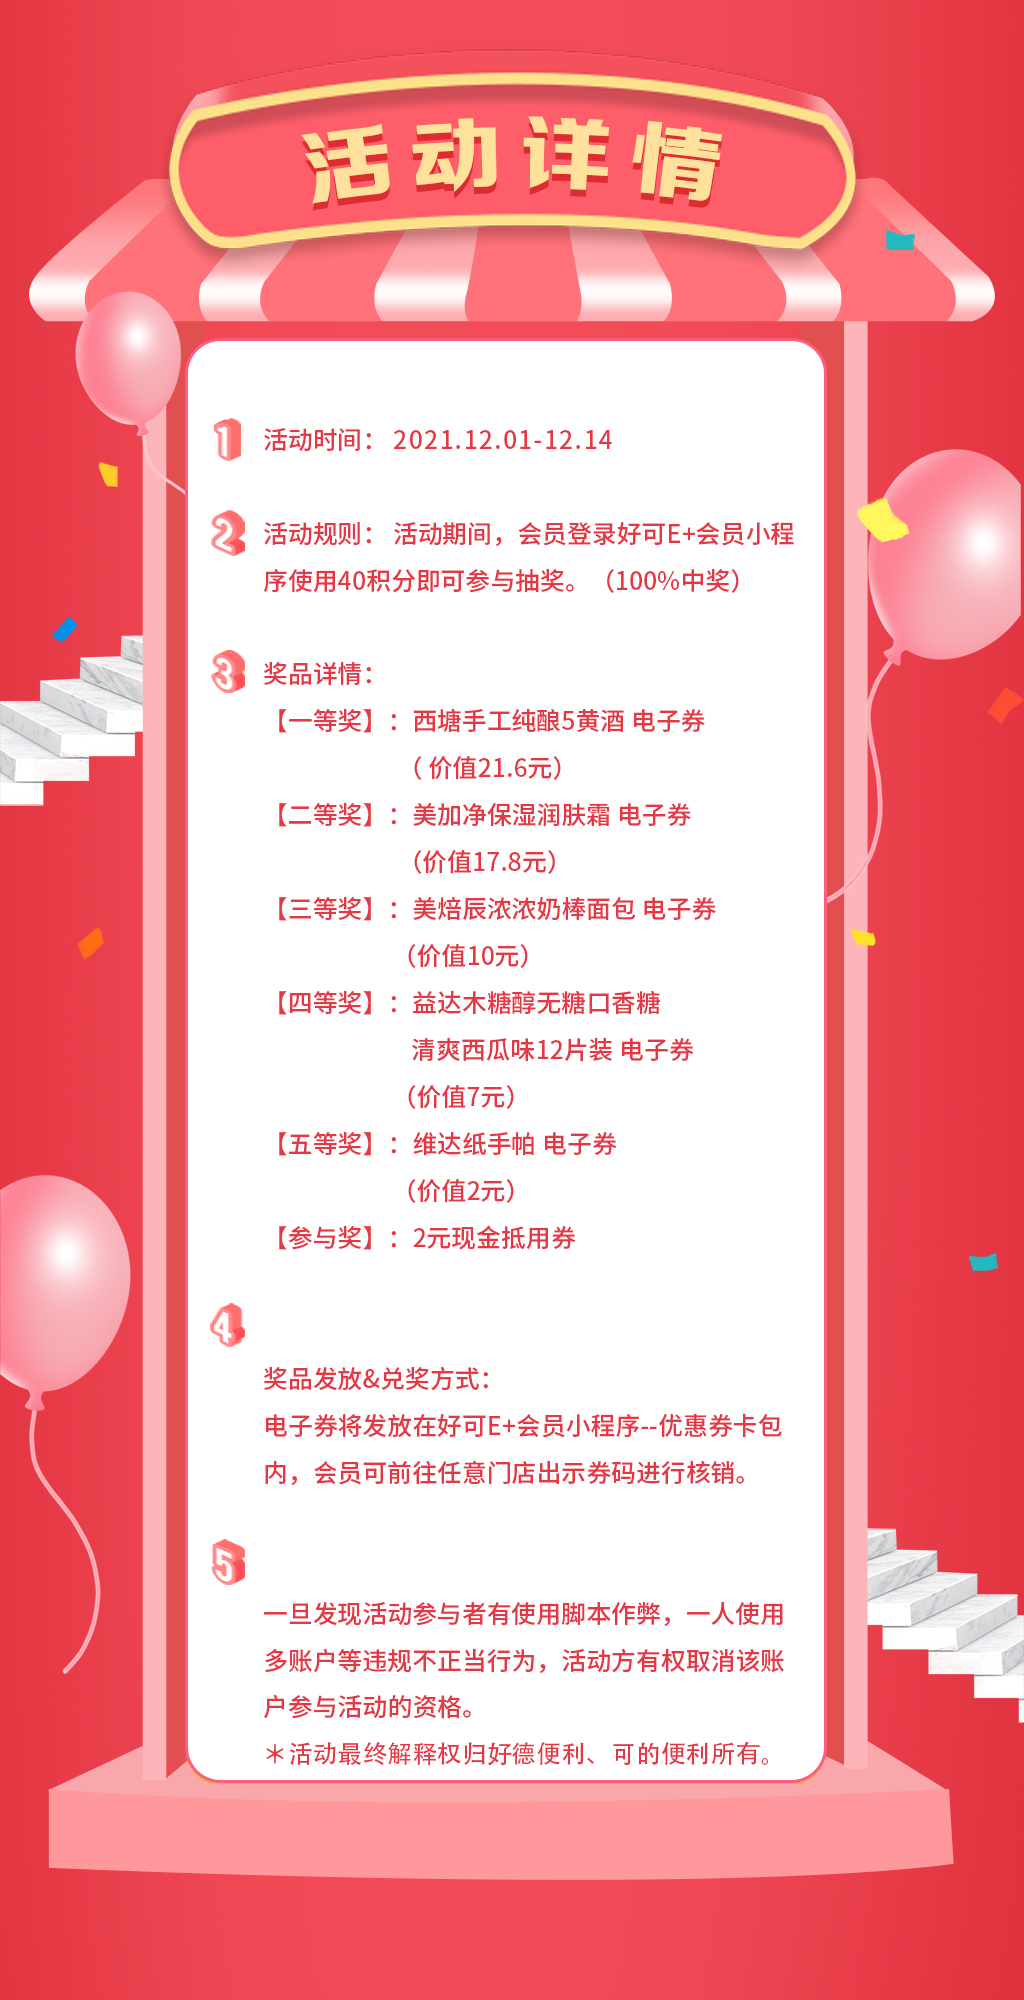 活动详情
1 活动时间： 2021.12.01-12.14
2 活动规则： 活动期间，会员登录好可E+会员小程
序使用40积分即可参与抽奖。（100%中奖）
3 奖品详情：
【一等奖】：西塘手工纯酿5黄酒 电子券
（ 价值21.6元）
【二等奖】：美加净保湿润肤霜 电子券
（价值17.8元）
【三等奖】：美焙辰浓浓奶棒面包 电子券
（价值10元）
【四等奖】：益达木糖醇无糖口香糖
清爽西瓜味12片装 电子券
（价值7元）
【五等奖】：维达纸手帕 电子券
（价值2元）
【参与奖】：2元现金抵用券
4
奖品发放&兑奖方式：
电子券将发放在好可E+会员小程序--优惠券卡包
内，会员可前往任意门店出示券码进行核销。
5
一旦发现活动参与者有使用脚本作弊，一人使用
多账户等违规不正当行为，活动方有权取消该账
户参与活动的资格。
＊活动最终解释权归好德便利、可的便利所有。